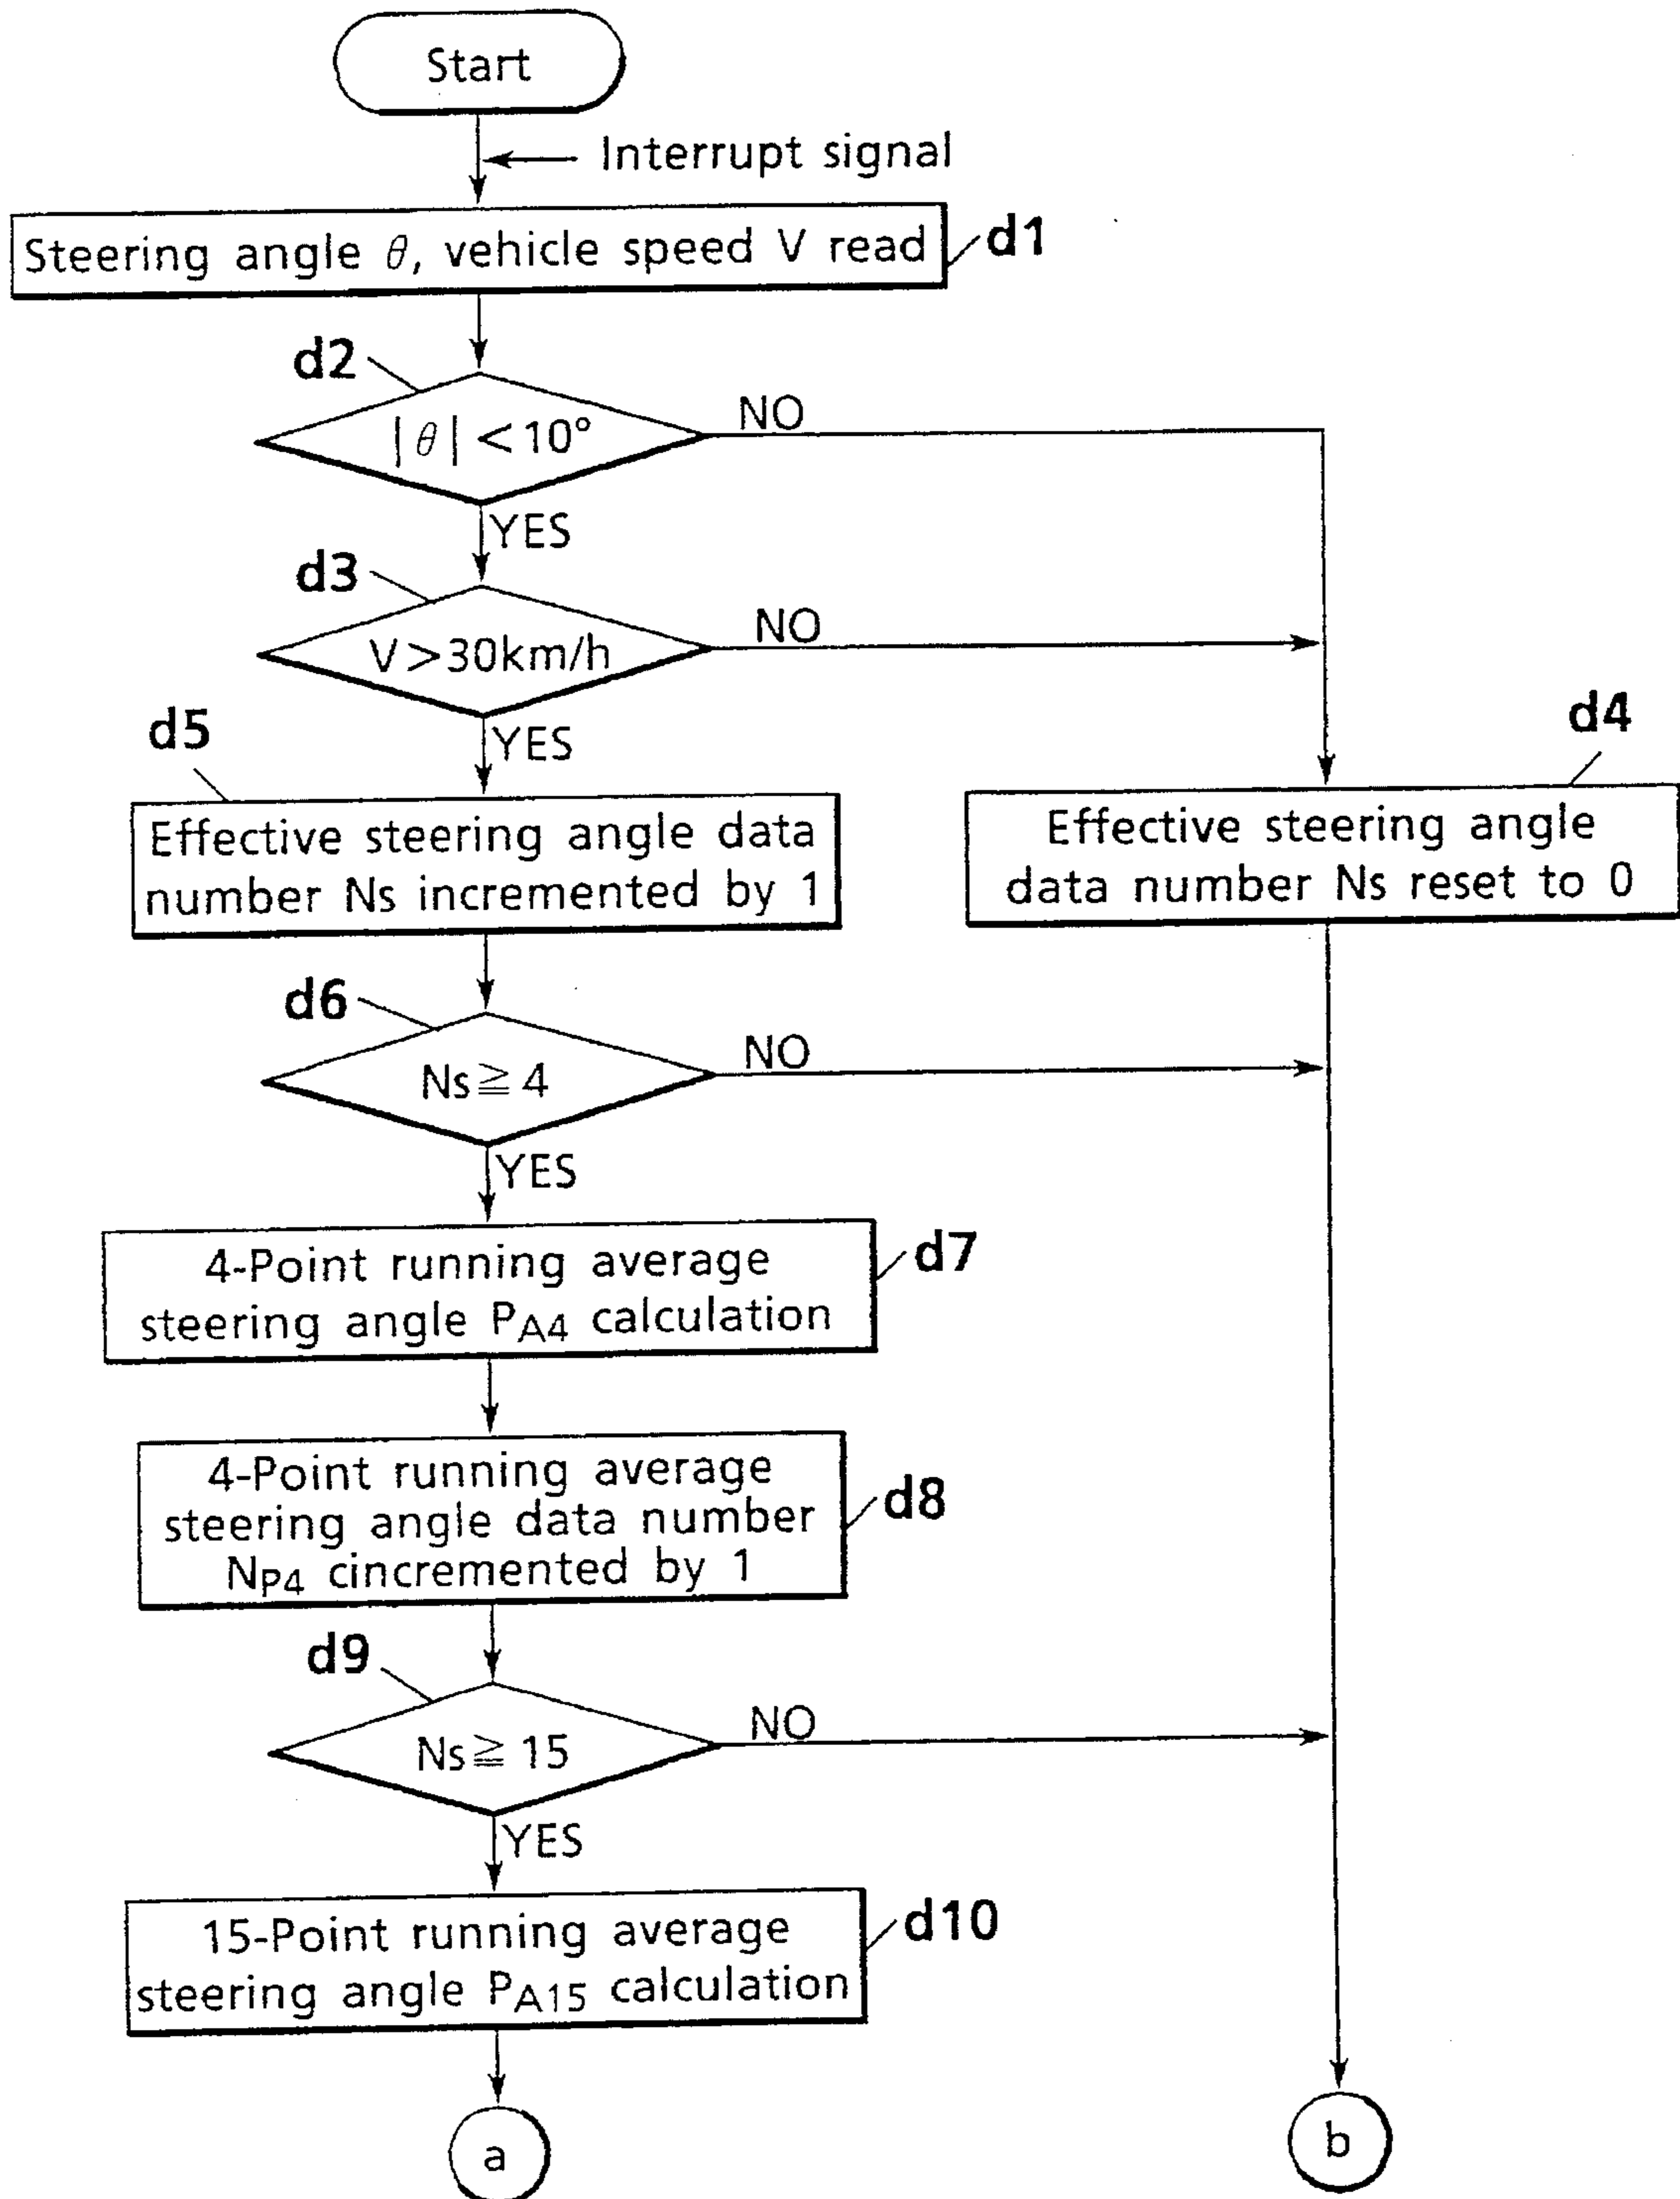 Start
Interrupt signal
Steering angle θ, vehicle speed V read
d1
d2
|θ| < 10°
NO
YES
d3
V > 30km/h
NO
YES
d5
Effective steering angle data
number Ns incremented by 1
d4
Effective steering angle
data number Ns reset to 0
d6
Ns ≧ 4
NO
YES
4-Point running average
steering angle PA4 calculation
d7
4-Point running average
steering angle data number
NP4 cincremented by 1
d8
d9
Ns ≧ 15
NO
YES
15-Point running average
steering angle PA15 calculation
d10
a
b